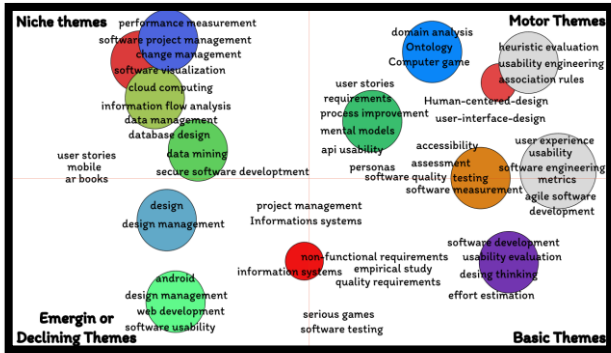 Niche themes
performance measurement
software project management
change management
software visualization
cloud computing
information flow analysis
data management
database design
data mining
secure software developtment
user stories
mobile
ar books
Motor Themes
domain analysis
Ontology
Computer game
heuristic evaluation
usability engineering
association rules
Human-centered-design
user-interface-design
user stories
requirements
process improvement
mental models
api usability
personas
accessibility
assessment
software quality testing
software measurement
user experience
usability
software engineering
metrics
agile software
development
design
design management
project management
Informations systems
android
design management
web development
software usability
Emergin or
Declining Themes
non-functional requirements
information systems
empirical study
quality requirements
serious games
software testing
software development
usability evaluation
desing thinking
effort estimation
Basic Themes